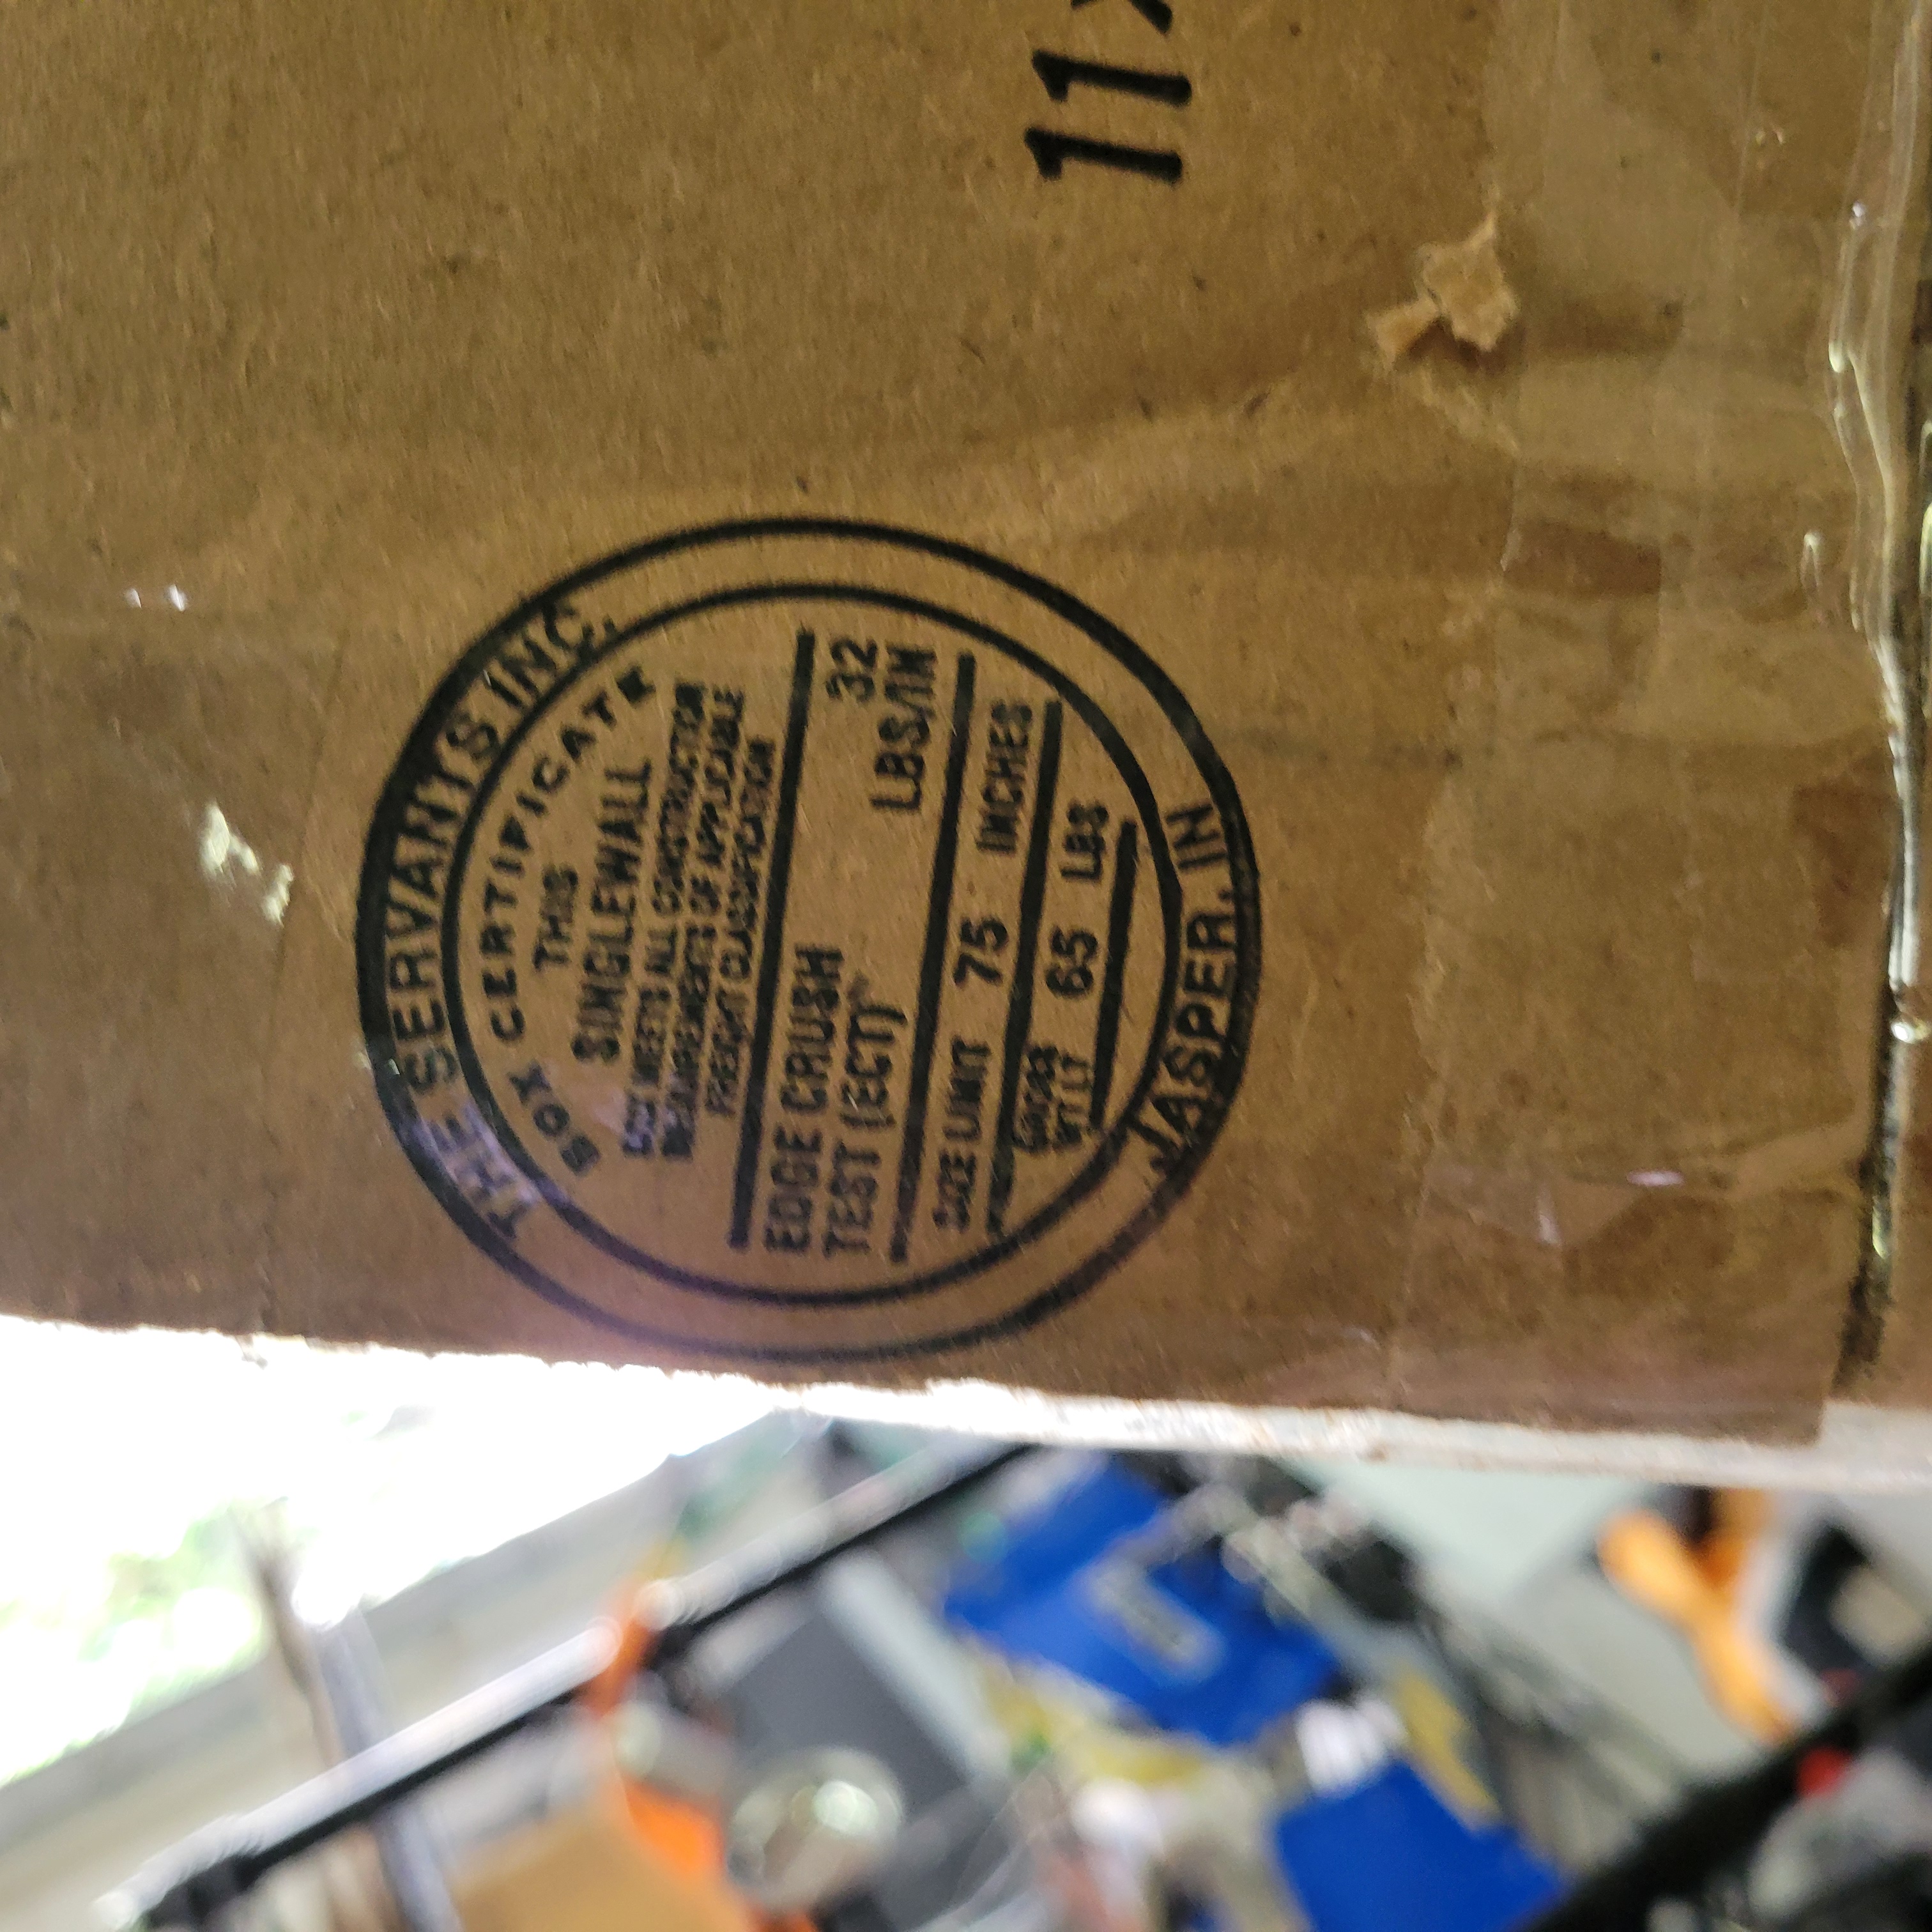 11X
THE SERVANTS INC.
BOX CERTIFICATE
THIS
SINGLEWALL
BOX MEETS ALL CONSTRUCTION
REQUIREMENTS OF APPLICABLE
FREIGHT CLASSIFICATION
EDGE CRUSH 32
TEST (ECT) LBS/IN
SIZE LIMIT 75 INCHES
GROSS
WT LT 65 LBS
JASPER, IN